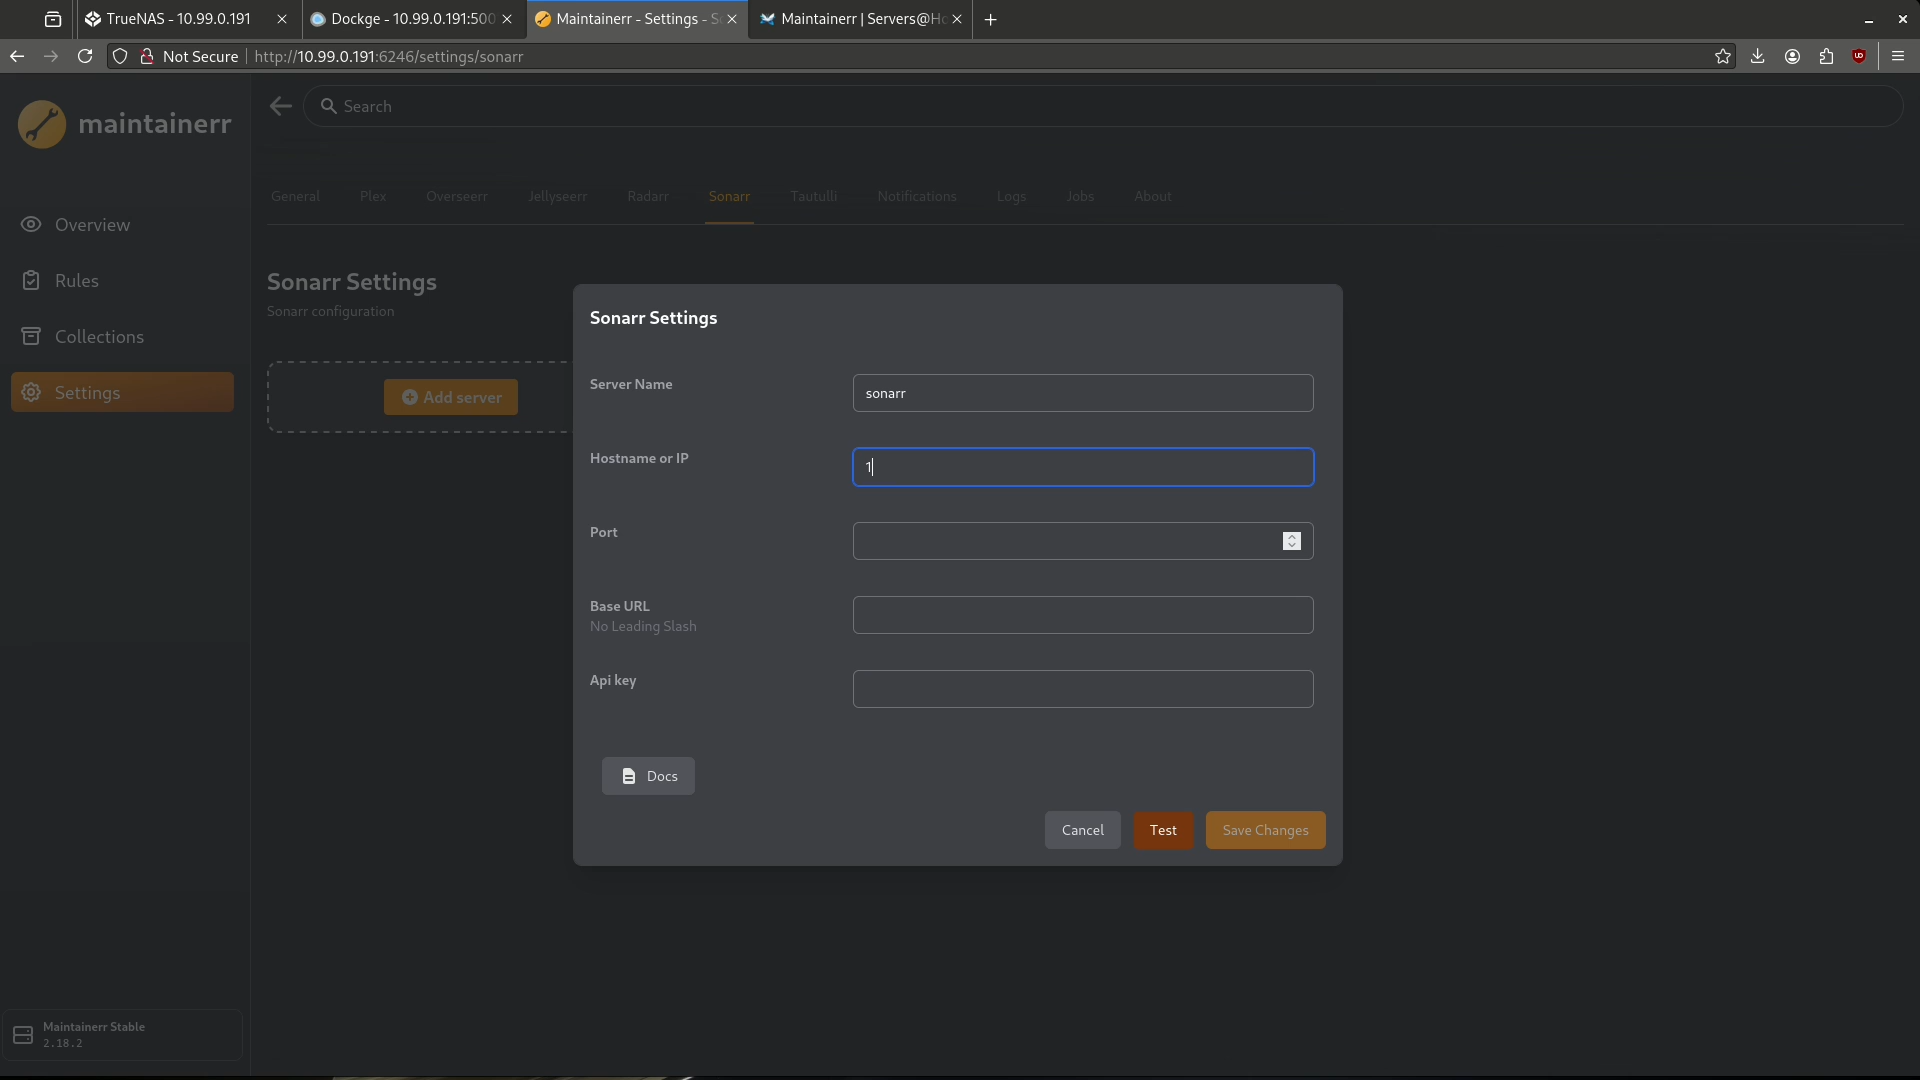 TrueNAS - 10.99.0.191
Dockge - 10.99.0.191:500
Maintainerr - Settings - S
Maintainerr | Servers@Ho
Not Secure
http://10.99.0.191:6246/settings/sonarr
maintainerr
Search
General Plex Overseerr Jellyseerr Radarr Sonarr Tautulli Notifications Logs Jobs About
Overview
Rules
Collections
Settings
Sonarr Settings
Sonarr configuration
Add server
Sonarr Settings
Server Name
sonarr
Hostname or IP
1
Port
Base URL
No Leading Slash
Api key
Docs
Cancel
Test
Save Changes
Maintainerr Stable
2.18.2